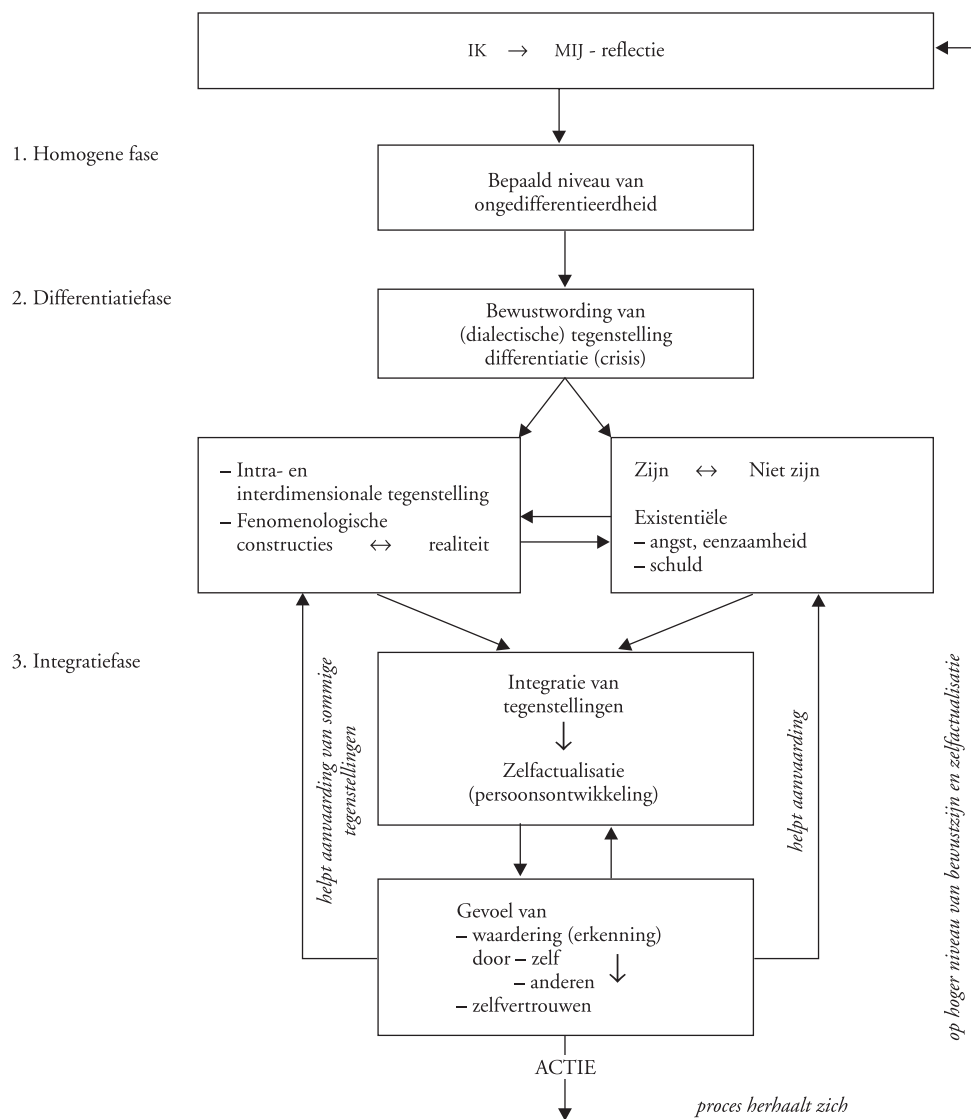 IK → MIJ - reflectie
1. Homogene fase
Bepaald niveau van
ongedifferentieerdheid
2. Differentiatiefase
Bewustwording van
(dialectische) tegenstelling
differentiatie (crisis)
– Intra- en
interdimensionale tegenstelling
– Fenomenologische
constructies ↔ realiteit
Zijn ↔ Niet zijn
Existentiële
– angst, eenzaamheid
– schuld
3. Integratiefase
helpt aanvaarding van sommige
tegenstellingen
Integratie van
tegenstellingen
↓
Zelfactualisatie
(persoonsontwikkeling)
helpt aanvaarding
op hoger niveau van bewustzijn en zelfactualisatie
Gevoel van
– waardering (erkenning)
door – zelf
– anderen ↓
– zelfvertrouwen
ACTIE
proces herhaalt zich